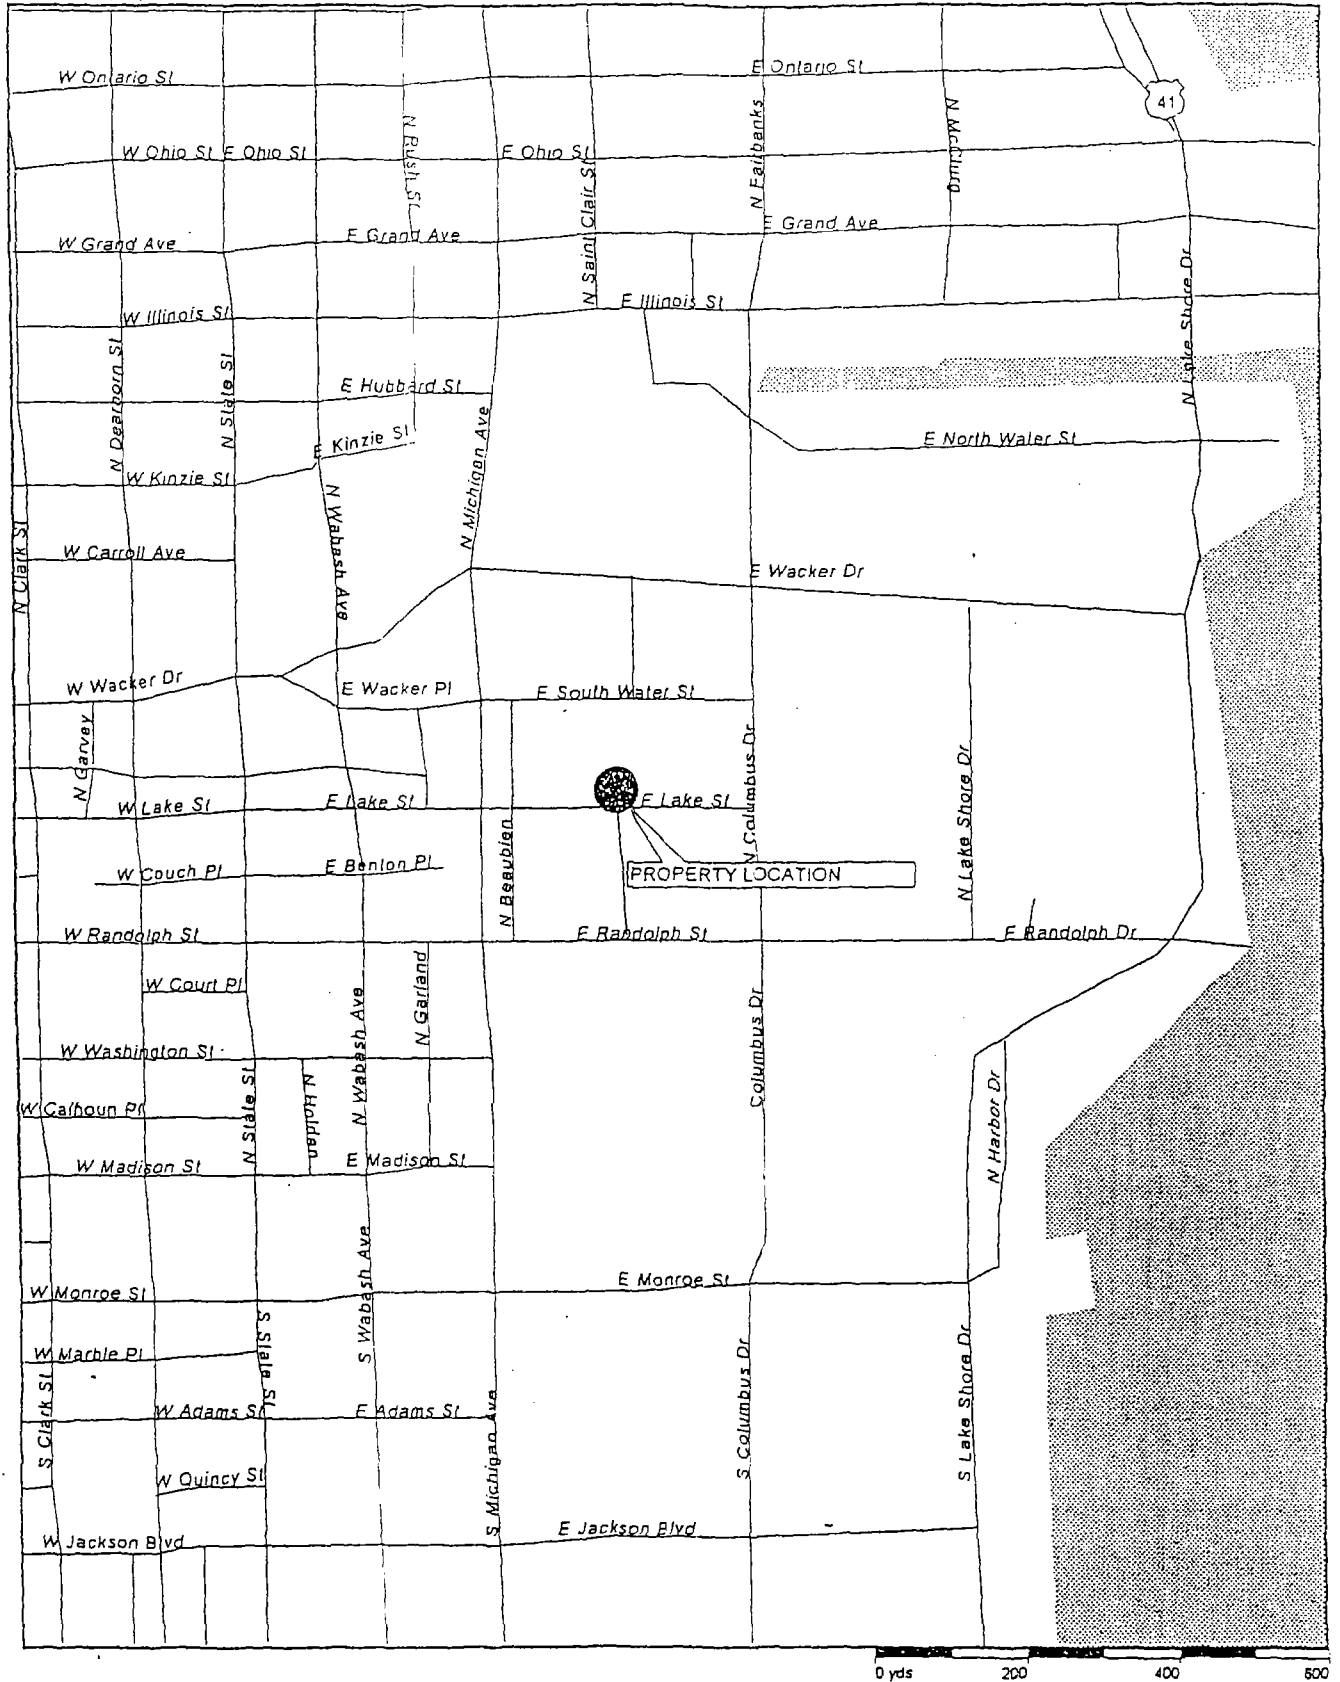 W Ontario St
E Ontario St
41
N Rush St
N Fairbanks
N McClurg
W Ohio St
E Ohio St
E Ohio St
N Saint Clair St
W Grand Ave
E Grand Ave
E Grand Ave
N Lake Shore Dr
W Illinois St
E Illinois St
N Dearborn St
N State St
E Hubbard St
N Michigan Ave
E Kinzie St
E North Water St
W Kinzie St
N Wabash Ave
N Clark St
W Carroll Ave
E Wacker Dr
W Wacker Dr
E Wacker Pl
E South Water St
N Garvey
N Columbus Dr
N Lake Shore Dr
W Lake St
E Lake St
E Lake St
N Beaubien
W Couch Pl
E Benton Pl
PROPERTY LOCATION
W Randolph St
E Randolph St
E Randolph Dr
W Court Pl
N Garland
N Wabash Ave
Columbus Dr
W Washington St
N State St
N Holden
N Harbor Dr
W Calhoun Pl
W Madison St
E Madison St
S Wabash Ave
W Monroe St
E Monroe St
S State St
W Marble Pl
S Clark St
S Michigan Ave
S Columbus Dr
S Lake Shore Dr
W Adams St
E Adams St
W Quincy St
W Jackson Blvd
E Jackson Blvd
0 yds
200
400
600